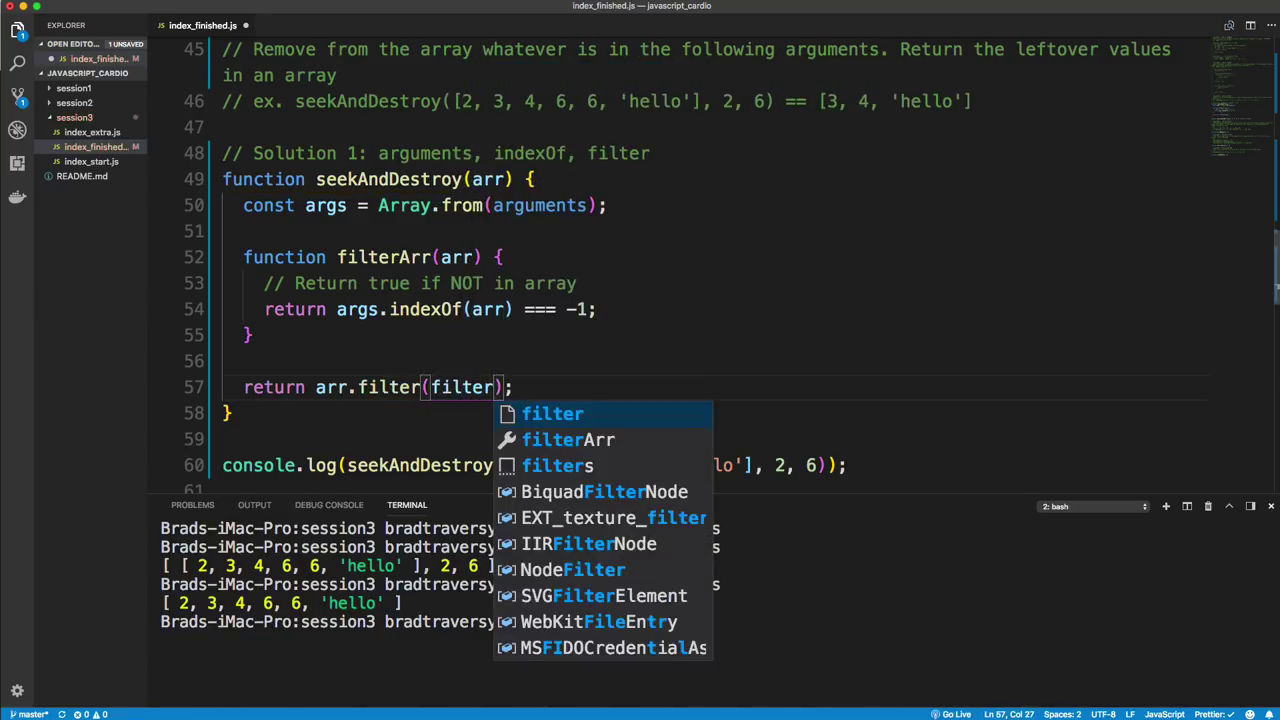 index_finished.js — javascript_cardio
EXPLORER
index_finished.js
OPEN EDITO... 1 UNSAVED
index_finishe...
JAVASCRIPT_CARDIO
session1
session2
session3
JS index_extra.js
JS index_finished...
JS index_start.js
README.md
1
1
45 // Remove from the array whatever is in the following arguments. Return the leftover values
in an array
46 // ex. seekAndDestroy([2, 3, 4, 6, 6, 'hello'], 2, 6) == [3, 4, 'hello']
47
48 // Solution 1: arguments, indexOf, filter
49 function seekAndDestroy(arr) {
50 const args = Array.from(arguments);
51
52 function filterArr(arr) {
53 // Return true if NOT in array
54 return args.indexOf(arr) === -1;
55 }
56
57 return arr.filter(filter);
58 }
59
60 console.log(seekAndDestroy lo'], 2, 6));
61
filter
filterArr
filters
BiquadFilterNode
EXT_texture_filter
IIRFilterNode
NodeFilter
SVGFilterElement
WebKitFileEntry
MSFIDOCredentialAs
PROBLEMS OUTPUT DEBUG CONSOLE TERMINAL 2: bash
Brads-iMac-Pro:session3 bradtraversy s
Brads-iMac-Pro:session3 bradtraversy s
[ [ 2, 3, 4, 6, 6, 'hello' ], 2, 6 ]
Brads-iMac-Pro:session3 bradtraversy s
[ 2, 3, 4, 6, 6, 'hello' ]
Brads-iMac-Pro:session3 bradtraversy
master* 0 0 Go Live Ln 57, Col 27 Spaces: 2 UTF-8 LF JavaScript Prettier: ✓